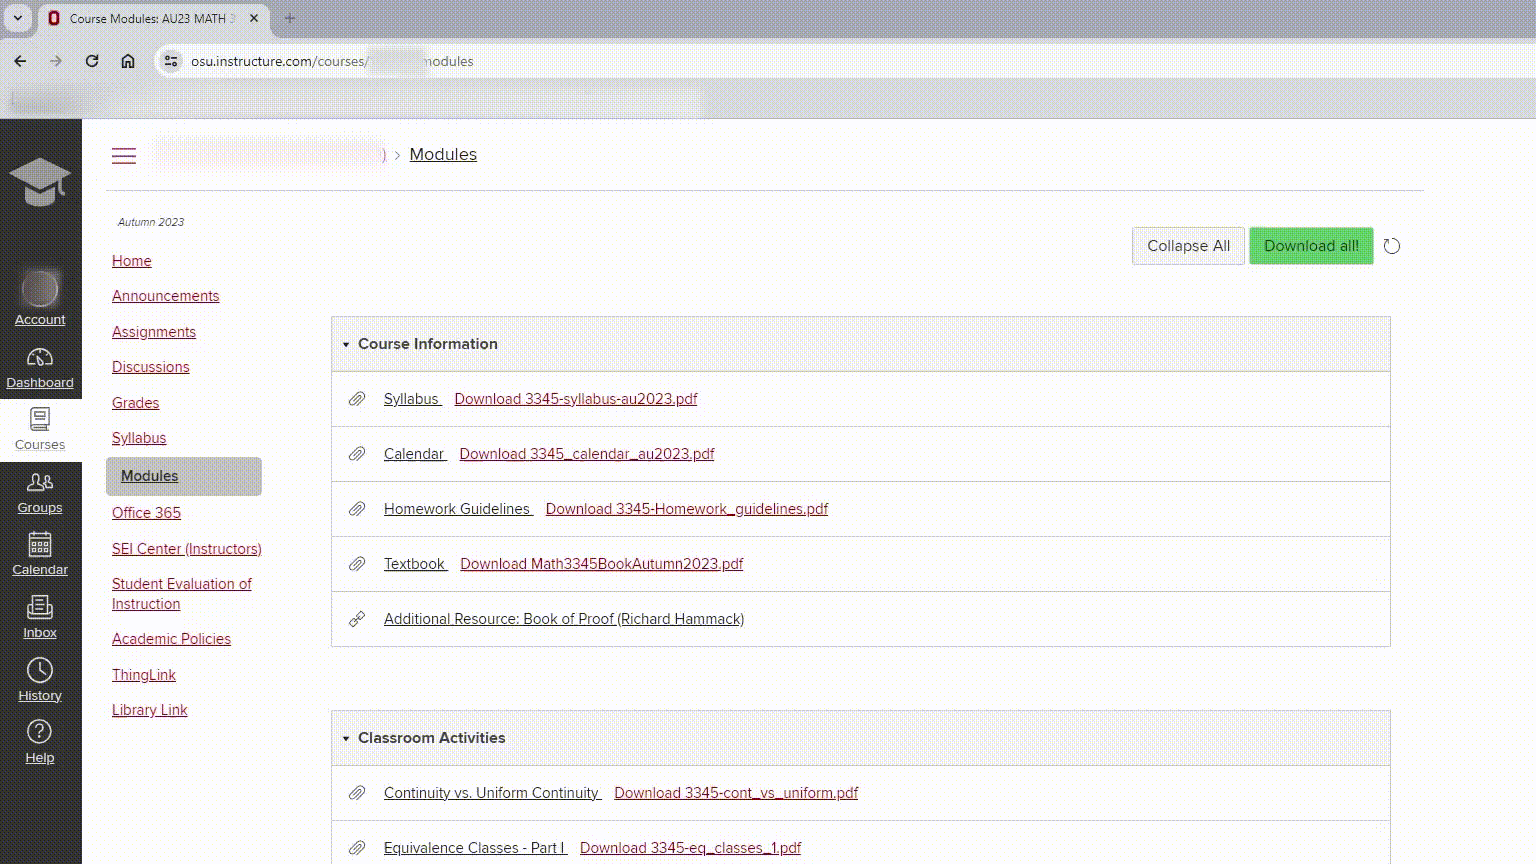 Course Modules: AU23 MATH 3
osu.instructure.com/courses/ modules
Modules
Autumn 2023
Collapse All
Download all!
Home
Announcements
Assignments
Discussions
Grades
Syllabus
Modules
Office 365
SEI Center (Instructors)
Student Evaluation of
Instruction
Academic Policies
ThingLink
Library Link
Account
Dashboard
Courses
Groups
Calendar
Inbox
History
Help
Course Information
Syllabus Download 3345-syllabus-au2023.pdf
Calendar Download 3345_calendar_au2023.pdf
Homework Guidelines Download 3345-Homework_guidelines.pdf
Textbook Download Math3345BookAutumn2023.pdf
Additional Resource: Book of Proof (Richard Hammack)
Classroom Activities
Continuity vs. Uniform Continuity Download 3345-cont_vs_uniform.pdf
Equivalence Classes - Part I Download 3345-eq_classes_1.pdf